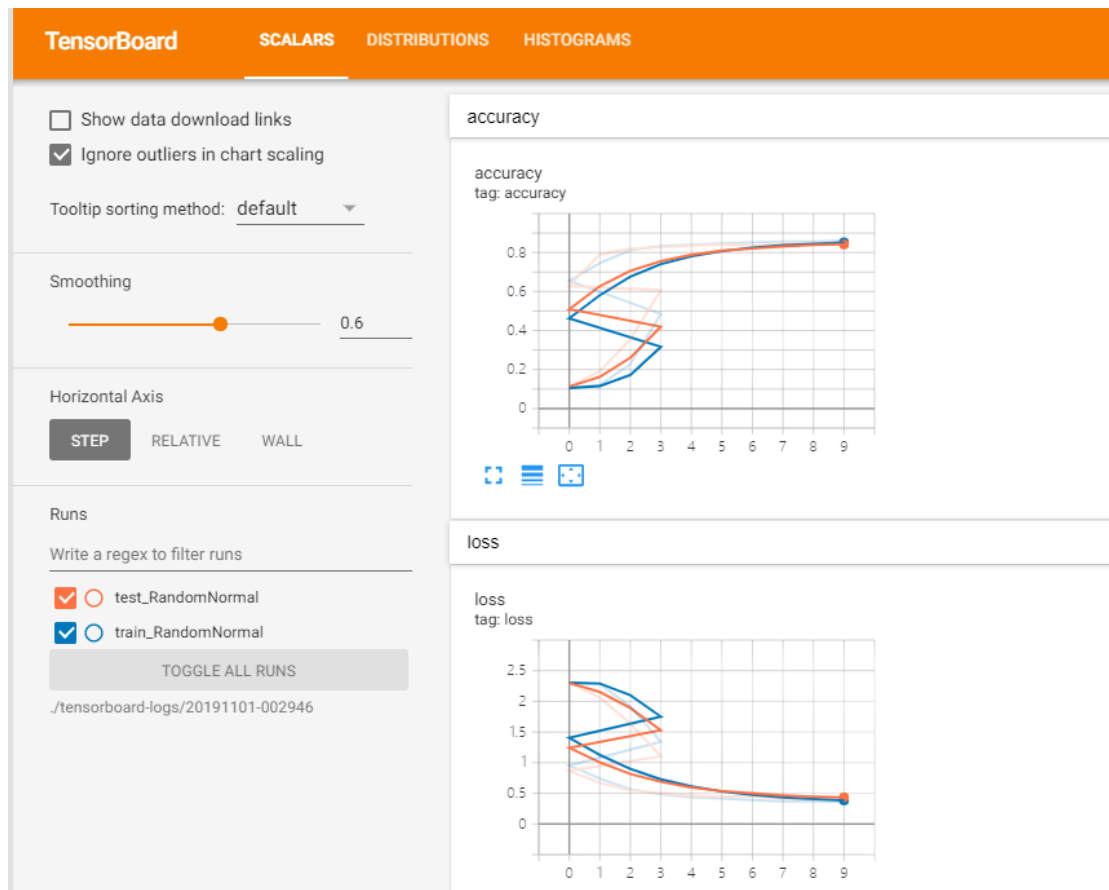 TensorBoard SCALARS DISTRIBUTIONS HISTOGRAMS
Show data download links
Ignore outliers in chart scaling
Tooltip sorting method: default
Smoothing
0.6
Horizontal Axis
STEP RELATIVE WALL
Runs
Write a regex to filter runs
test_RandomNormal
train_RandomNormal
TOGGLE ALL RUNS
./tensorboard-logs/20191101-002946
accuracy
accuracy
tag: accuracy
0.8
0.6
0.4
0.2
0
0 1 2 3 4 5 6 7 8 9
loss
loss
tag: loss
2.5
2
1.5
1
0.5
0
0 1 2 3 4 5 6 7 8 9